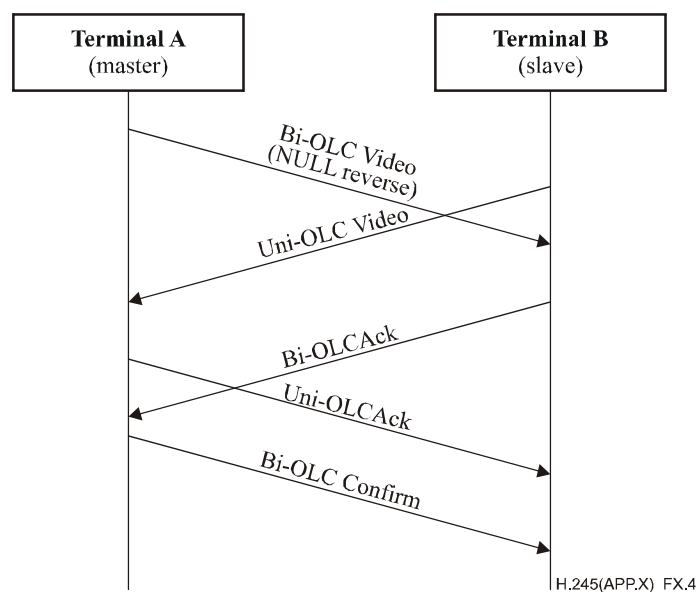 Terminal A
(master)
Terminal B
(slave)
Bi-OLC Video
(NULL reverse)
Uni-OLC Video
Bi-OLCAck
Uni-OLCAck
Bi-OLC Confirm
H.245(APP.X)_FX.4